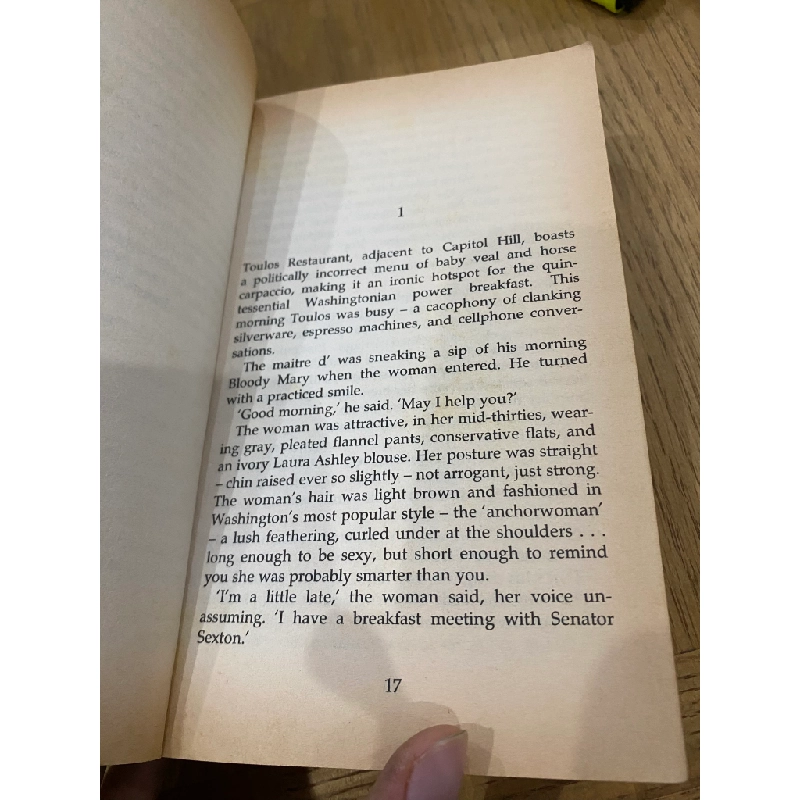 1
Toulos Restaurant, adjacent to Capitol Hill, boasts
a politically incorrect menu of baby veal and horse
carpaccio, making it an ironic hotspot for the quin-
tessential Washingtonian power breakfast. This
morning Toulos was busy – a cacophony of clanking
silverware, espresso machines, and cellphone conver-
sations.
The maitre d' was sneaking a sip of his morning
Bloody Mary when the woman entered. He turned
with a practiced smile.
'Good morning,' he said. 'May I help you?'
The woman was attractive, in her mid-thirties, wear-
ing gray, pleated flannel pants, conservative flats, and
an ivory Laura Ashley blouse. Her posture was straight
– chin raised ever so slightly – not arrogant, just strong.
The woman's hair was light brown and fashioned in
Washington's most popular style – the 'anchorwoman'
– a lush feathering, curled under at the shoulders . . .
long enough to be sexy, but short enough to remind
you she was probably smarter than you.
'I'm a little late,' the woman said, her voice un-
assuming. 'I have a breakfast meeting with Senator
Sexton.'
17